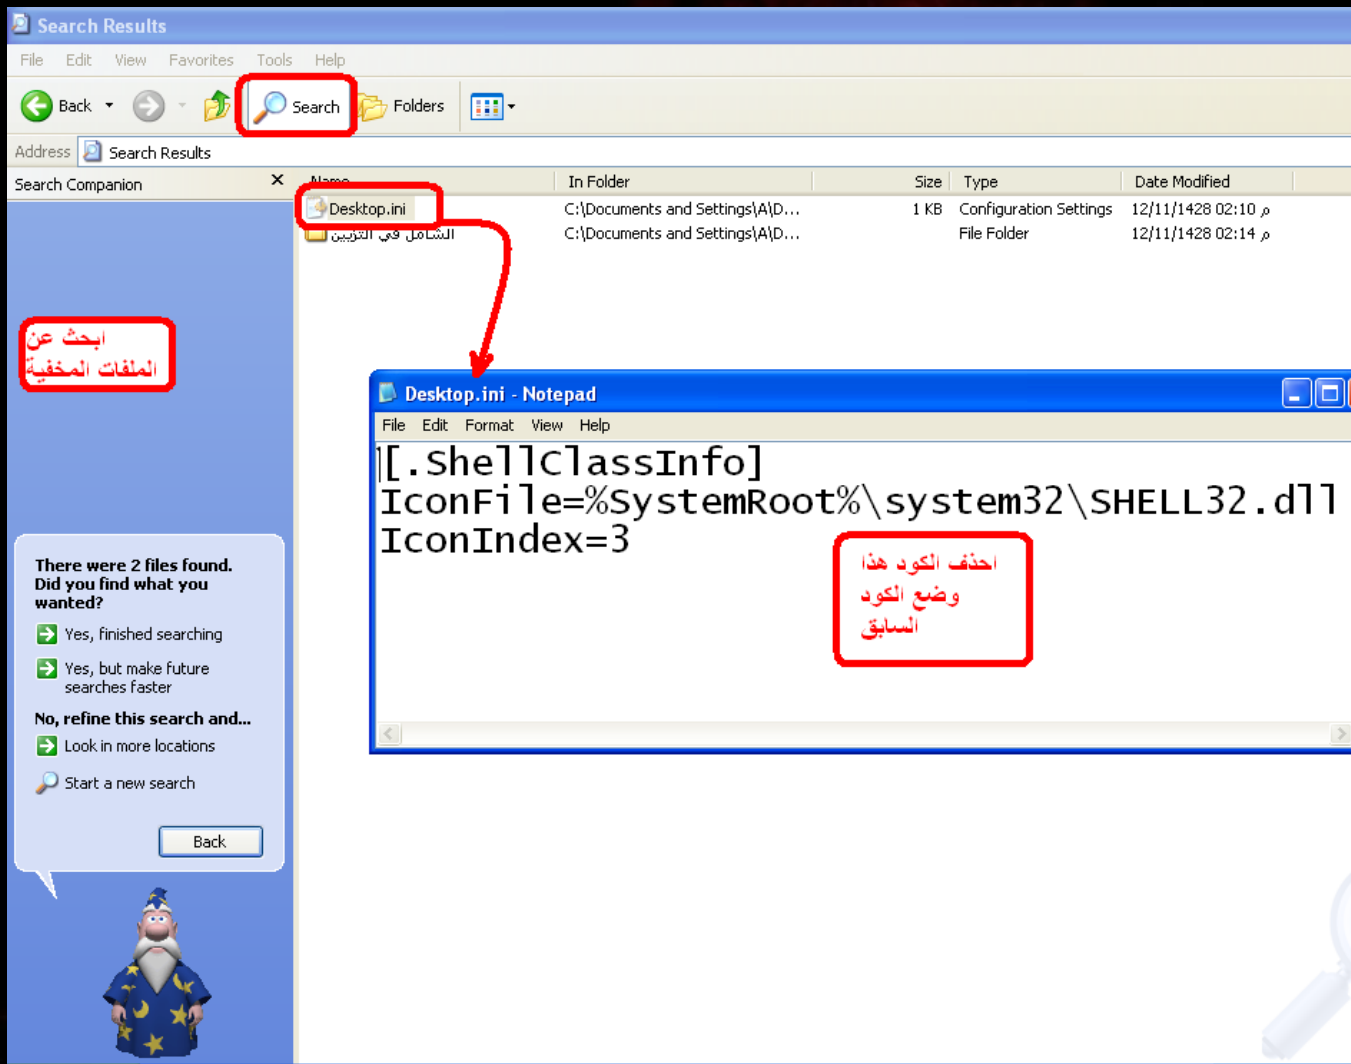 Search Results
File Edit View Favorites Tools Help
Back Search Folders
Address Search Results
Search Companion
Name In Folder Size Type Date Modified
Desktop.ini C:\Documents and Settings\A\D... 1 KB Configuration Settings 12/11/1428 02:10 م
الشامل في التزيين C:\Documents and Settings\A\D... File Folder 12/11/1428 02:14 م
ابحث عن
الملفات المخفية
Desktop.ini - Notepad
File Edit Format View Help
[.ShellClassInfo]
IconFile=%SystemRoot%\system32\SHELL32.dll
IconIndex=3
احذف الكود هذا
وضع الكود
السابق
There were 2 files found.
Did you find what you
wanted?
Yes, finished searching
Yes, but make future
searches faster
No, refine this search and...
Look in more locations
Start a new search
Back